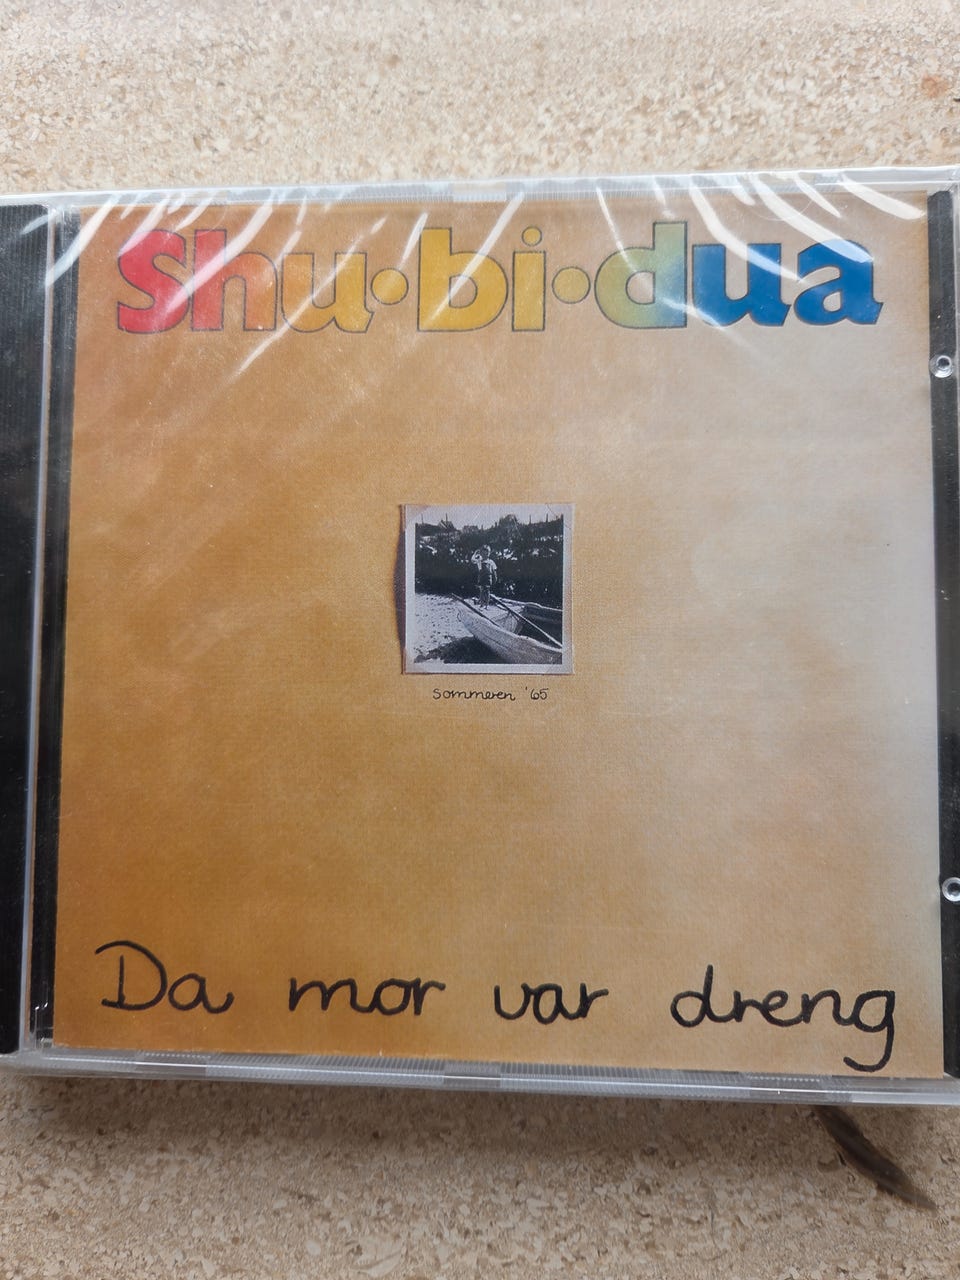 Shu•bi•dua
sommeren '65
Da mor var dreng